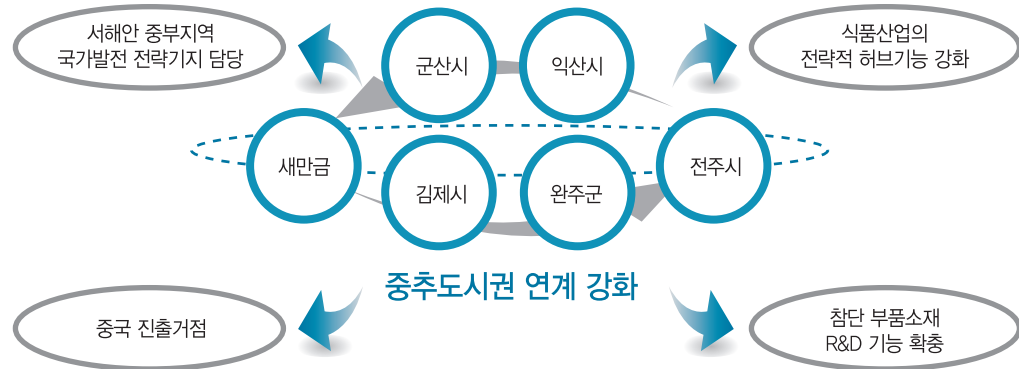 서해안 중부지역
국가발전 전략기지 담당
군산시
익산시
식품산업의
전략적 허브기능 강화
새만금
김제시
완주군
전주시
중추도시권 연계 강화
중국 진출거점
참단 부품소재
R&D 기능 확충